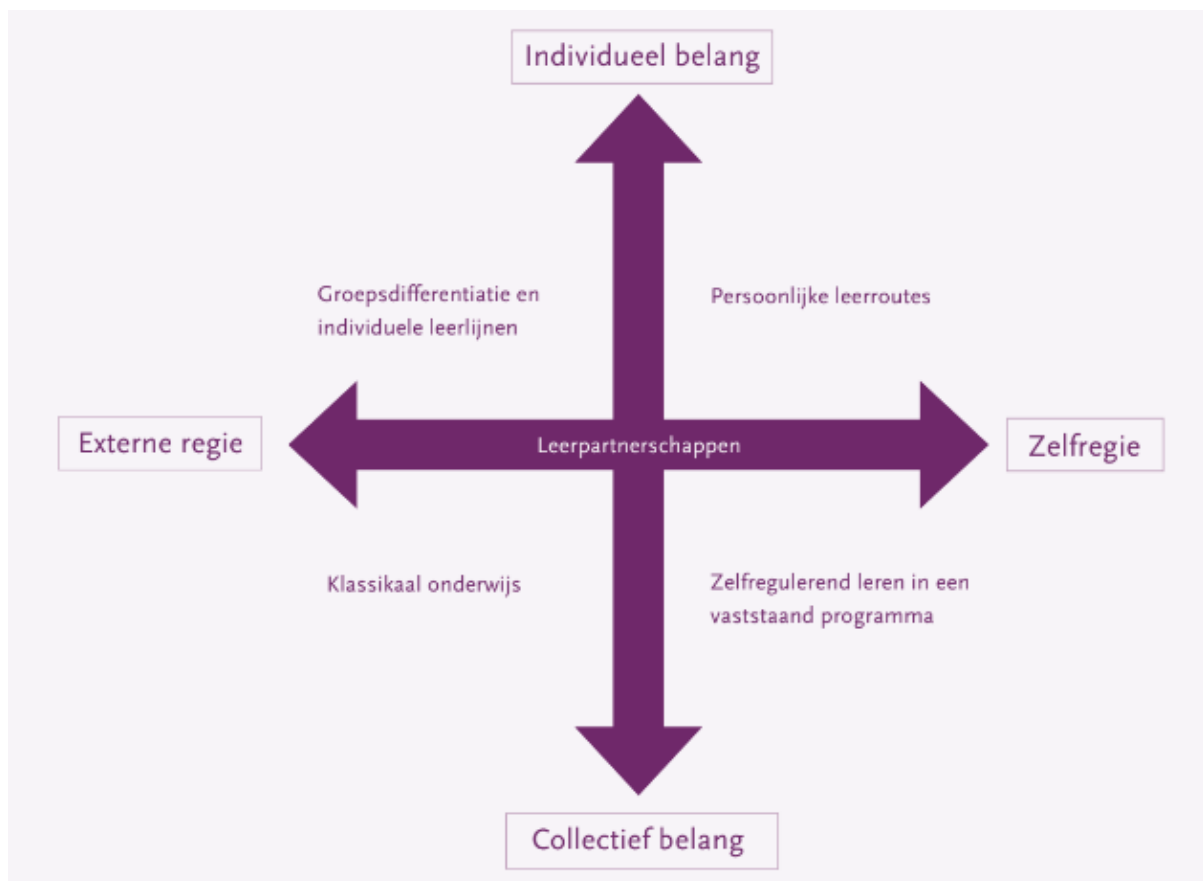 Individueel belang
Groepsdifferentiatie en
individuele leerlijnen
Persoonlijke leerroutes
Externe regie
Leerpartnerschappen
Zelfregie
Klassikaal onderwijs
Zelfregulerend leren in een
vaststaand programma
Collectief belang